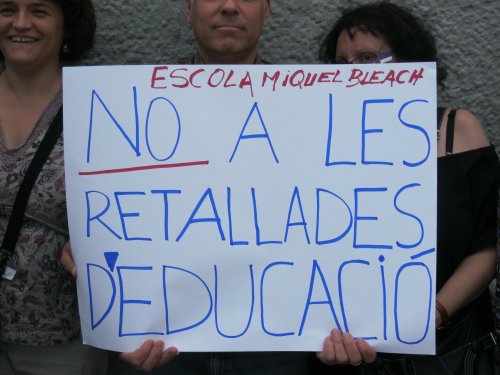 ESCOLA MIQUEL BLEACH
NO A LES
RETALLADES
D'EDUCACIÓ